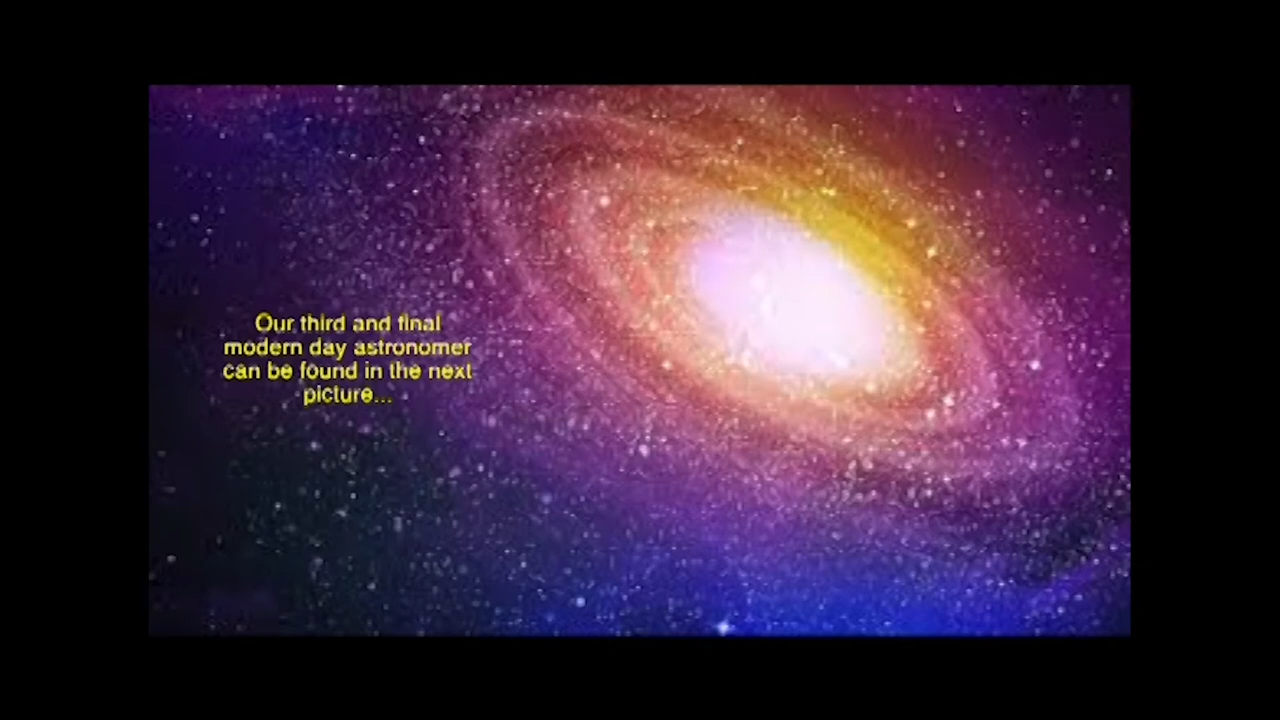 Our third and final
modern day astronomer
can be found in the next
picture...